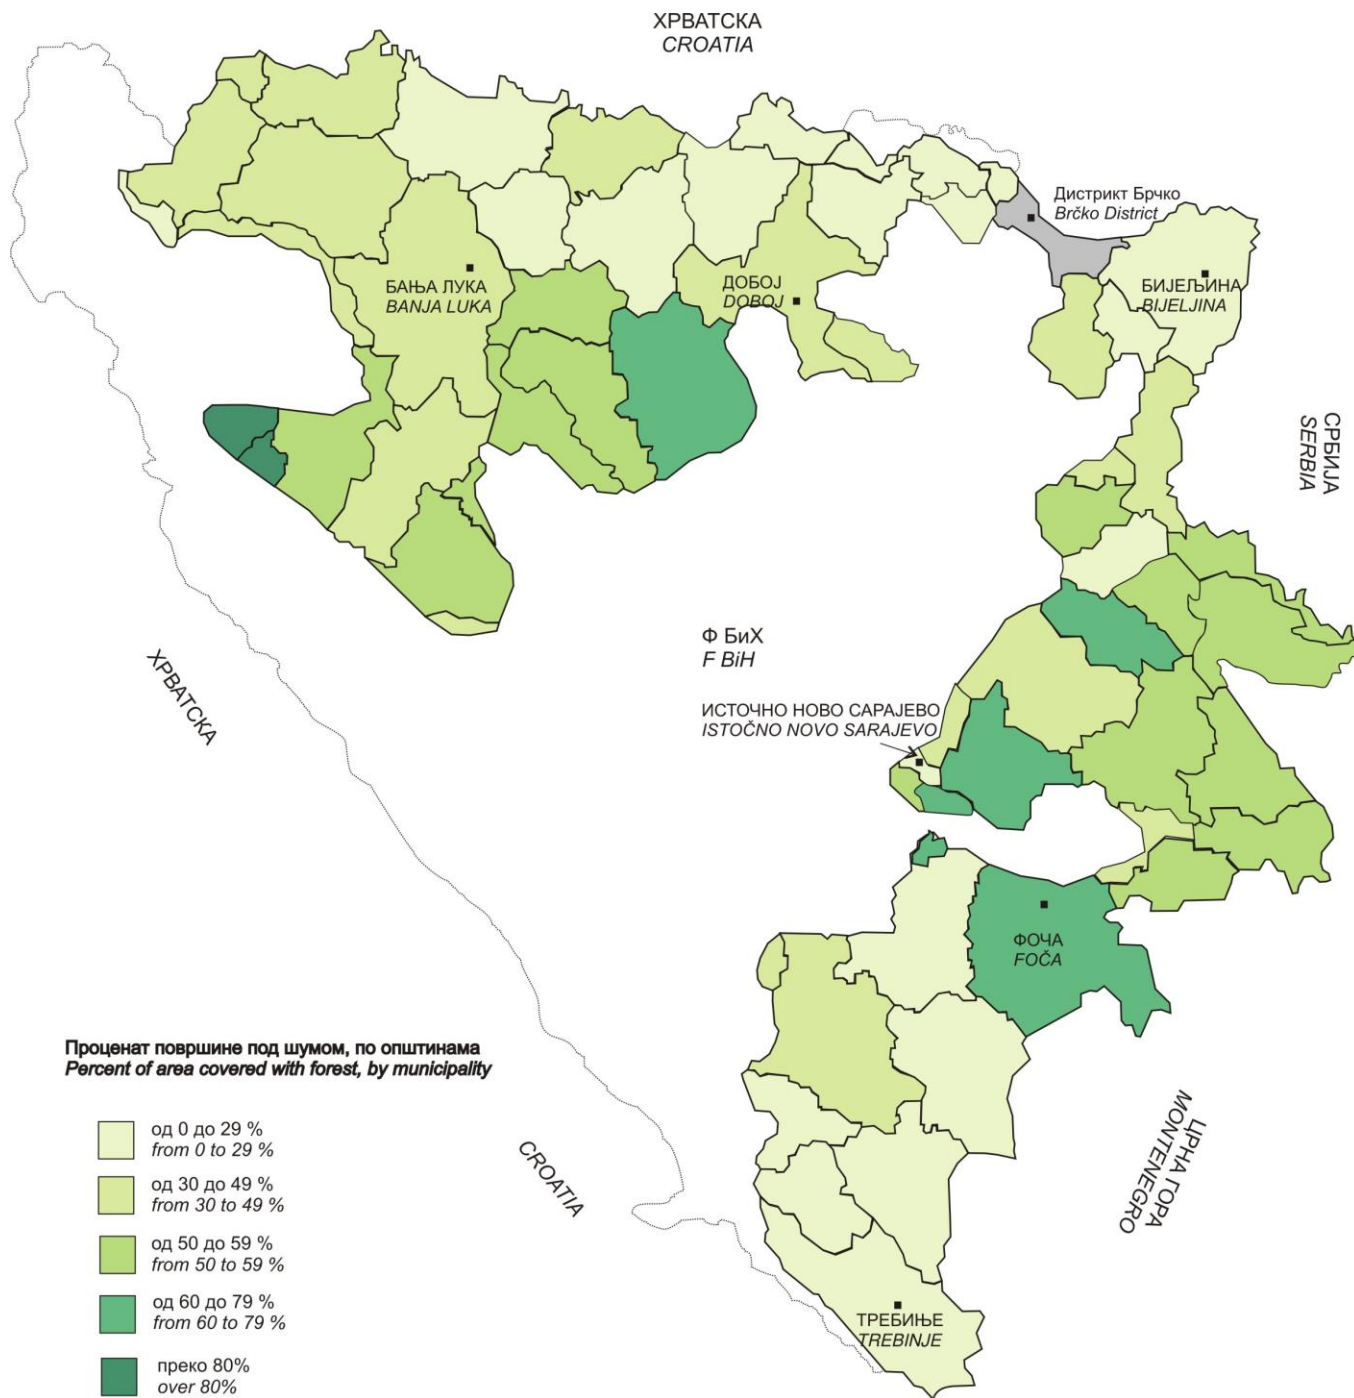 ХРВАТСКА
CROATIA
Дистрикт Брчко
Brčko District
БАЊА ЛУКА
BANJA LUKA
ДОБОЈ
DOBOJ
БИЈЕЉИНА
BIJELJINA
СРБИЈА
SERBIA
Ф БиХ
F BiH
ХРВАТСКА
ИСТОЧНО НОВО САРАЈЕВО
ISTOČNO NOVO SARAJEVO
ФОЧА
FOČA
Проценат површине под шумом, по општинама
Percent of area covered with forest, by municipality
од 0 до 29 %
from 0 to 29 %
од 30 до 49 %
from 30 to 49 %
од 50 до 59 %
from 50 to 59 %
од 60 до 79 %
from 60 to 79 %
преко 80%
over 80%
CROATIA
ЦРНА ГОРА
MONTENEGRO
ТРЕБИЊЕ
TREBINJE